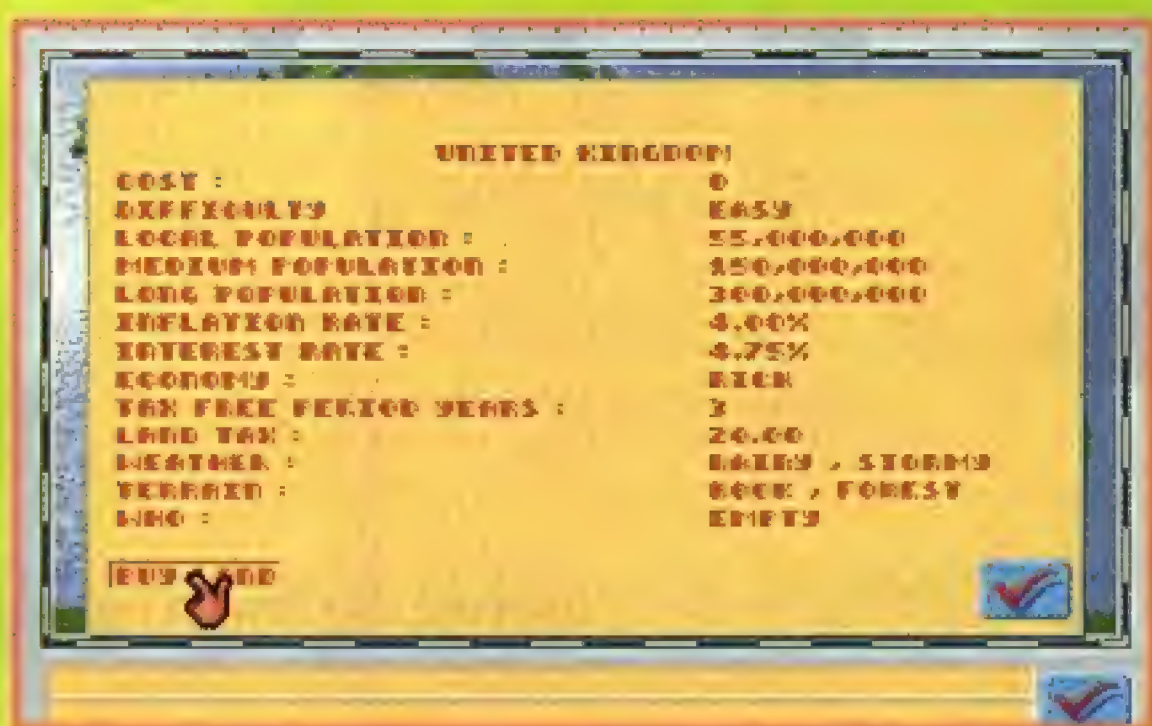 UNITED KINGDOM
COST : 0
DIFFICULTY EASY
LOCAL POPULATION : 55,000,000
MEDIUM POPULATION : 150,000,000
LONG POPULATION : 300,000,000
INFLATION RATE : 4.00%
INTEREST RATE : 4.75%
ECONOMY : RICH
TAX FREE PERIOD YEARS : 3
LAND TAX : 20.00
WEATHER : RAINY , STORMY
TERRAIN : ROCK , FOREST
WHO : EMPTY
BUY LAND